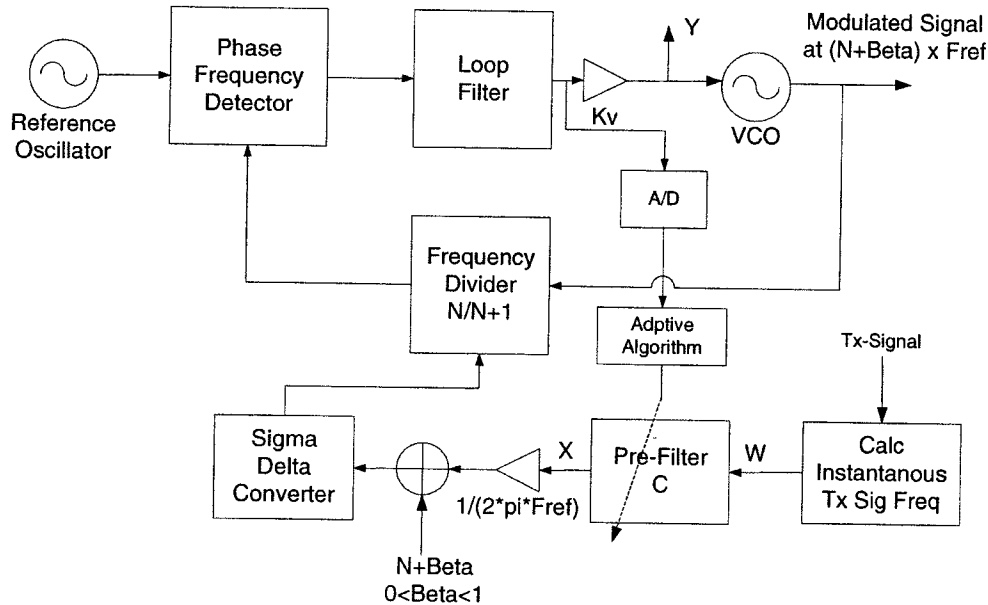 Modulated Signal
at (N+Beta) x Fref
Reference
Oscillator
Phase
Frequency
Detector
Loop
Filter
Kv
Y
VCO
A/D
Frequency
Divider
N/N+1
Adptive
Algorithm
Tx-Signal
Sigma
Delta
Converter
N+Beta
0<Beta<1
1/(2*pi*Fref)
X
Pre-Filter
C
W
Calc
Instantanous
Tx Sig Freq